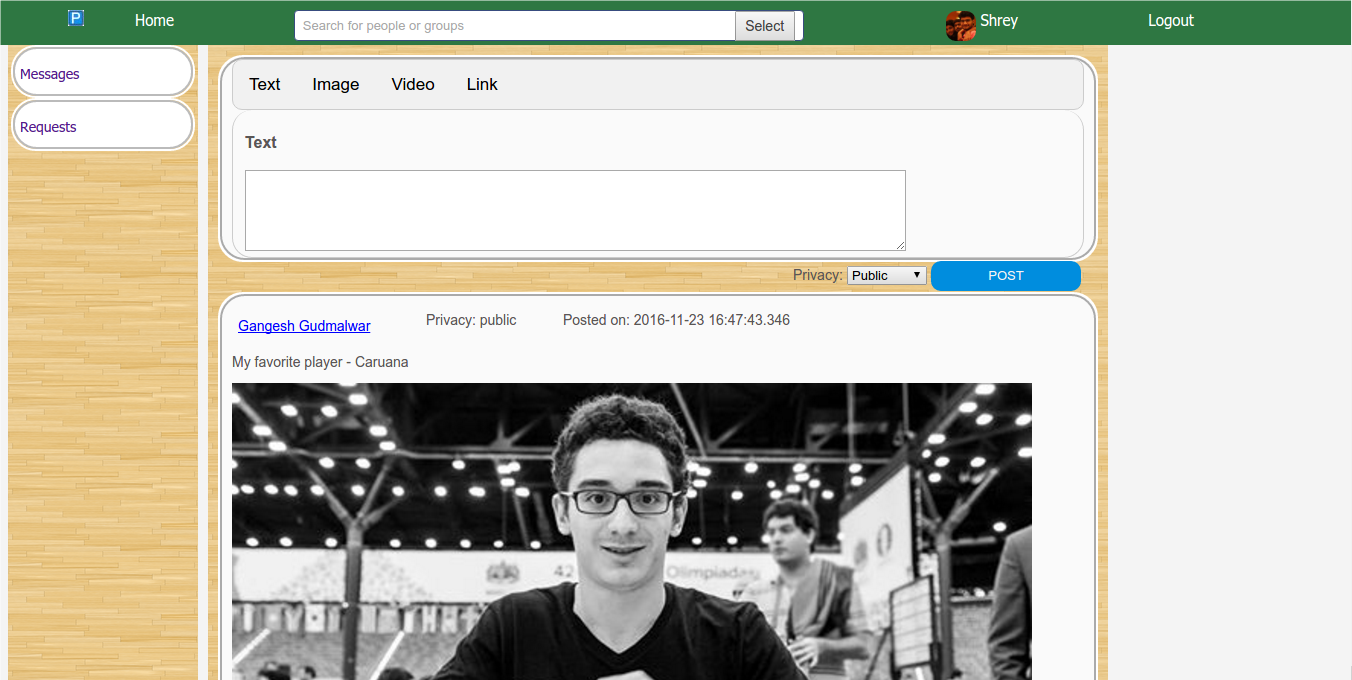 P Home Search for people or groups Select Shrey Logout
Messages
Requests
Text Image Video Link
Text
Privacy: Public POST
Gangesh Gudmalwar Privacy: public Posted on: 2016-11-23 16:47:43.346
My favorite player - Caruana
42 Olimpiadu